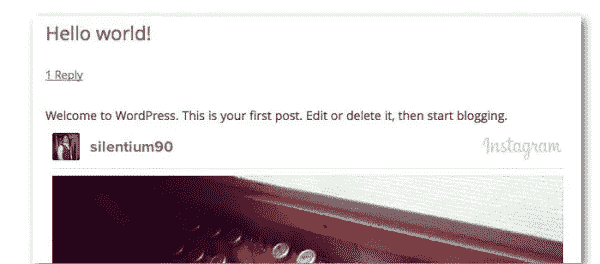 Hello world!
1 Reply
Welcome to WordPress. This is your first post. Edit or delete it, then start blogging.
silentium90 Instagram